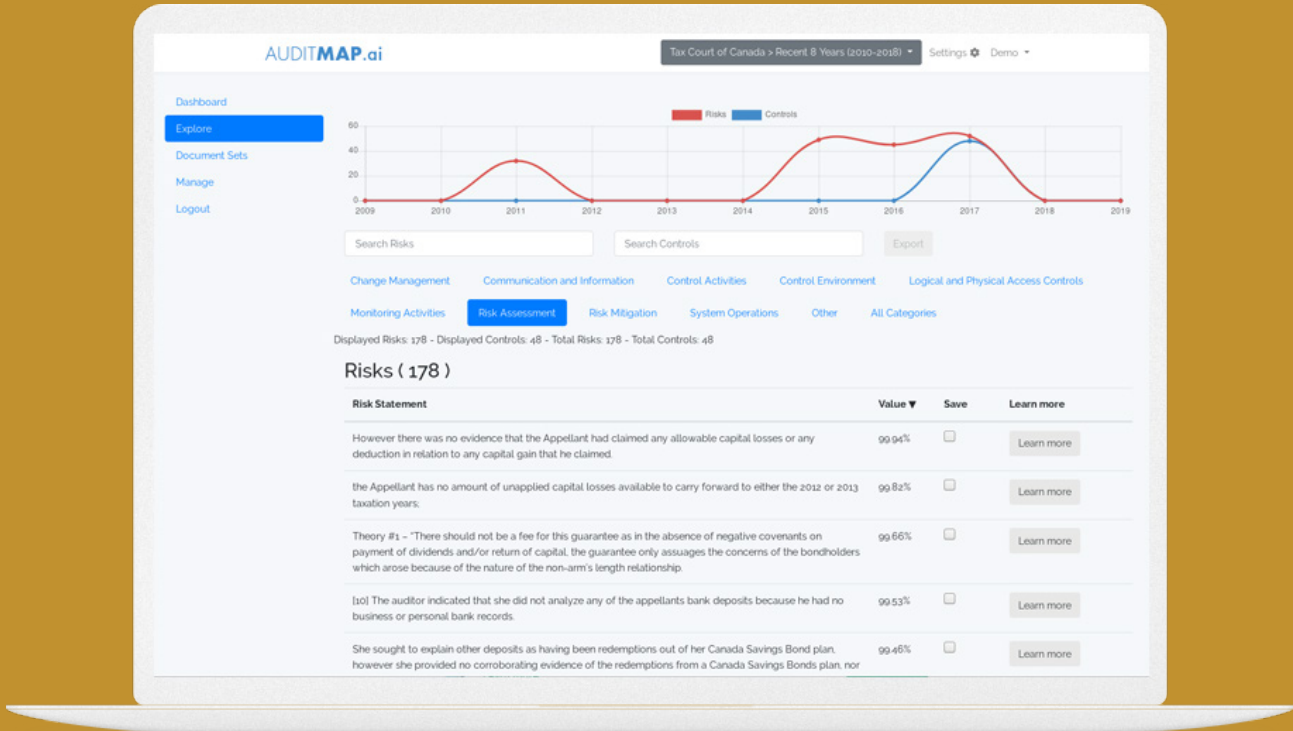 AUDITMAP.ai
Tax Court of Canada > Recent 8 Years (2010-2018)
Settings
Demo
Dashboard
Explore
Document Sets
Manage
Logout
Risks
Controls
60
40
20
0
2009
2010
2011
2012
2013
2014
2015
2016
2017
2018
2019
Search Risks
Search Controls
Export
Change Management
Communication and Information
Control Activities
Control Environment
Logical and Physical Access Controls
Monitoring Activities
Risk Assessment
Risk Mitigation
System Operations
Other
All Categories
Displayed Risks: 178 - Displayed Controls: 48 - Total Risks: 178 - Total Controls: 48
Risks ( 178 )
Risk Statement
Value ▼
Save
Learn more
However there was no evidence that the Appellant had claimed any allowable capital losses or any
deduction in relation to any capital gain that he claimed.
99.94%
Learn more
the Appellant has no amount of unapplied capital losses available to carry forward to either the 2012 or 2013
taxation years;
99.82%
Learn more
Theory #1 – "There should not be a fee for this guarantee as in the absence of negative covenants on
payment of dividends and/or return of capital, the guarantee only assuages the concerns of the bondholders
which arose because of the nature of the non-arm's length relationship.
99.66%
Learn more
[10] The auditor indicated that she did not analyze any of the appellants bank deposits because he had no
business or personal bank records.
99.53%
Learn more
She sought to explain other deposits as having been redemptions out of her Canada Savings Bond plan,
however she provided no corroborating evidence of the redemptions from a Canada Savings Bonds plan, nor
99.46%
Learn more